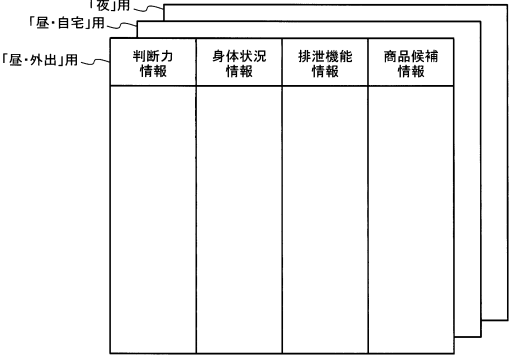 「夜」用
「昼・自宅」用
「昼・外出」用
判断力
情報
身体状況
情報
排泄機能
情報
商品候補
情報